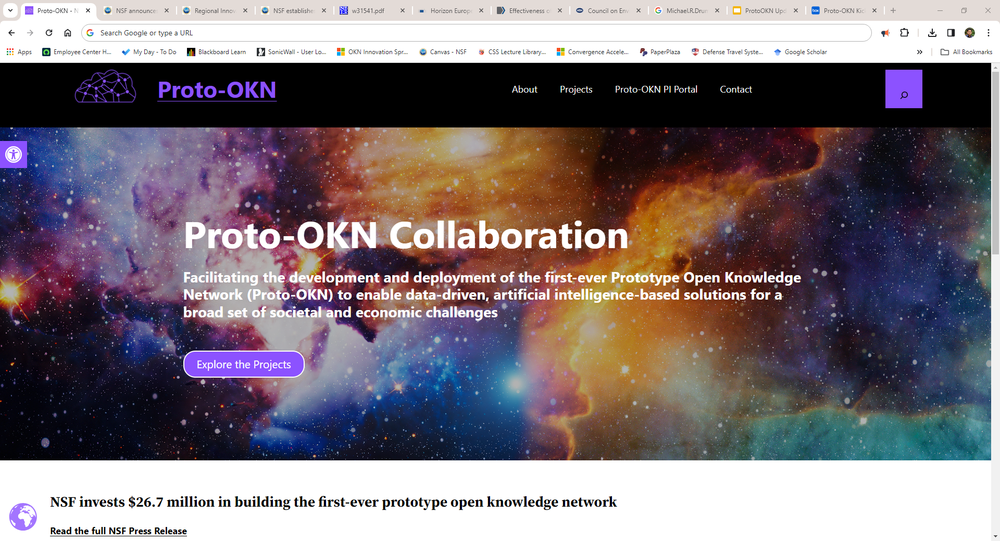 Proto-OKN - N
NSF announce
Regional Innov
NSF establishe
w31541.pdf
Horizon Europe
Effectiveness o
Council on Env
Michael.R.Drum
ProtoOKN Upd
Proto-OKN Kic
Search Google or type a URL
Apps
Employee Center H...
My Day - To Do
Blackboard Learn
SonicWall - User Lo...
OKN Innovation Spr...
Canvas - NSF
CSS Lecture Library...
Convergence Accele...
PaperPlaza
Defense Travel Syste...
Google Scholar
All Bookmarks
Proto-OKN
About
Projects
Proto-OKN PI Portal
Contact
Proto-OKN Collaboration
Facilitating the development and deployment of the first-ever Prototype Open Knowledge
Network (Proto-OKN) to enable data-driven, artificial intelligence-based solutions for a
broad set of societal and economic challenges
Explore the Projects
NSF invests $26.7 million in building the first-ever prototype open knowledge network
Read the full NSF Press Release